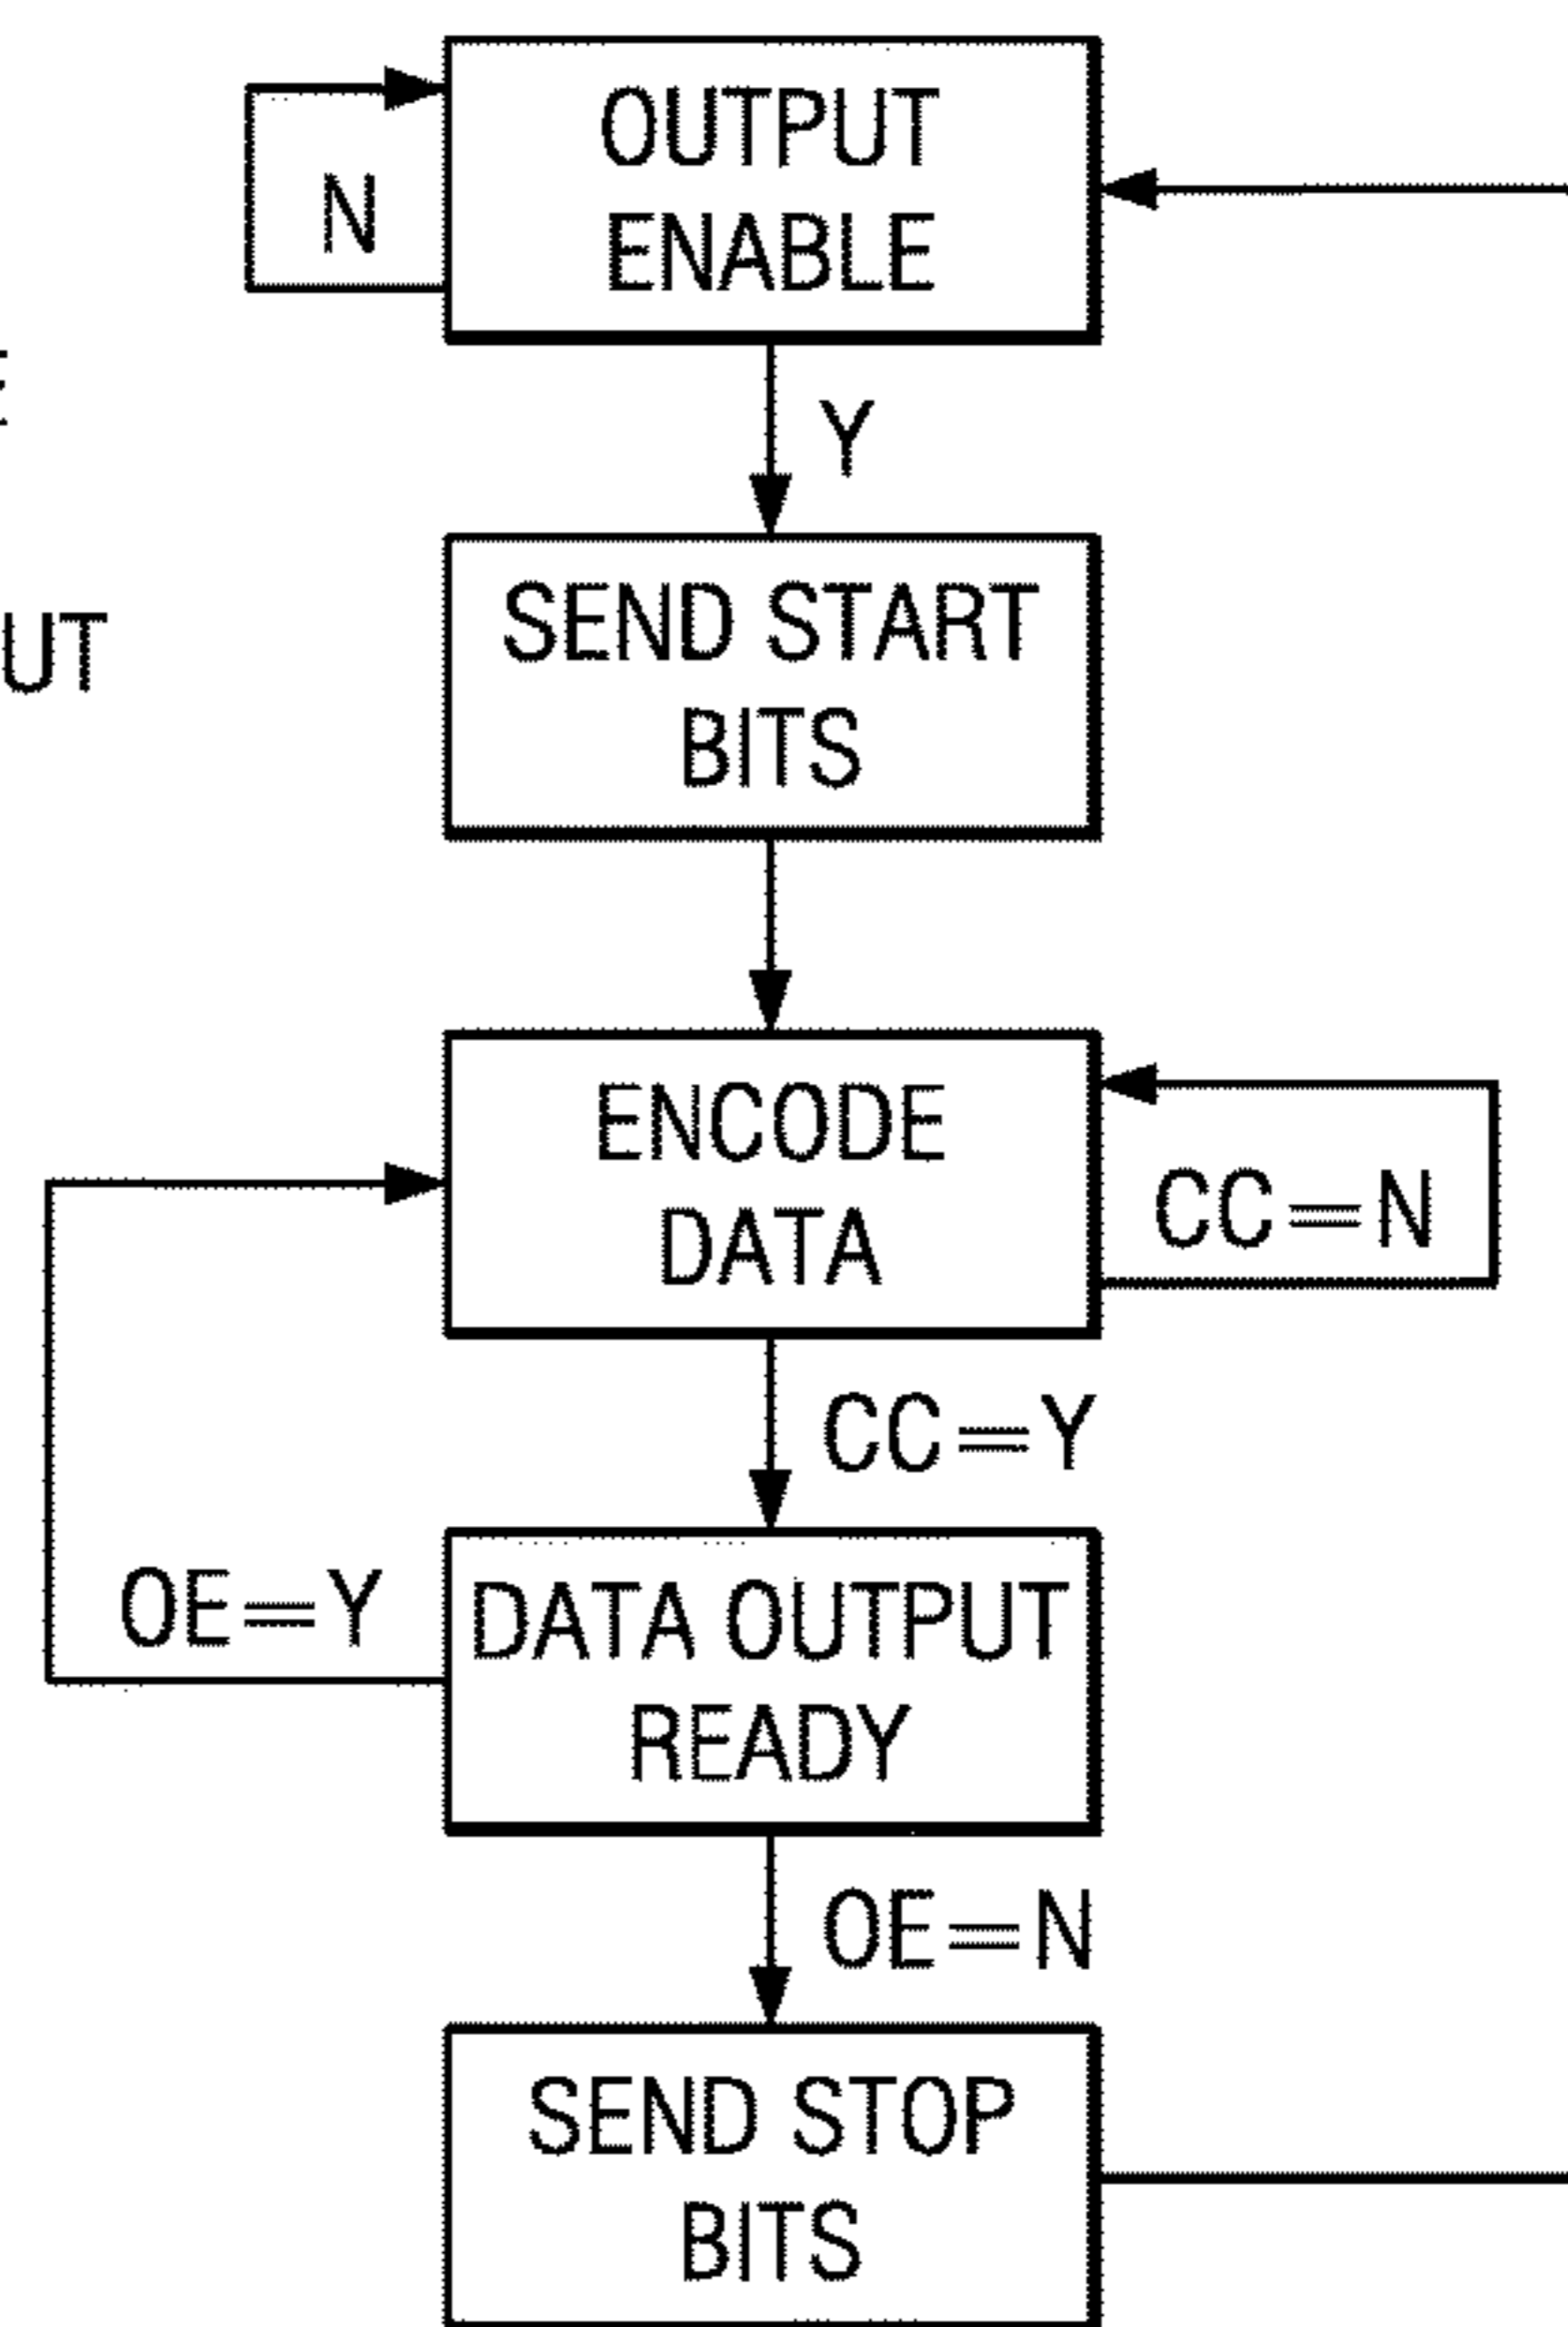 OUTPUT
ENABLE
N
Y
UT
SEND START
BITS
ENCODE
DATA
CC=N
CC=Y
OE=Y
DATA OUTPUT
READY
OE=N
SEND STOP
BITS